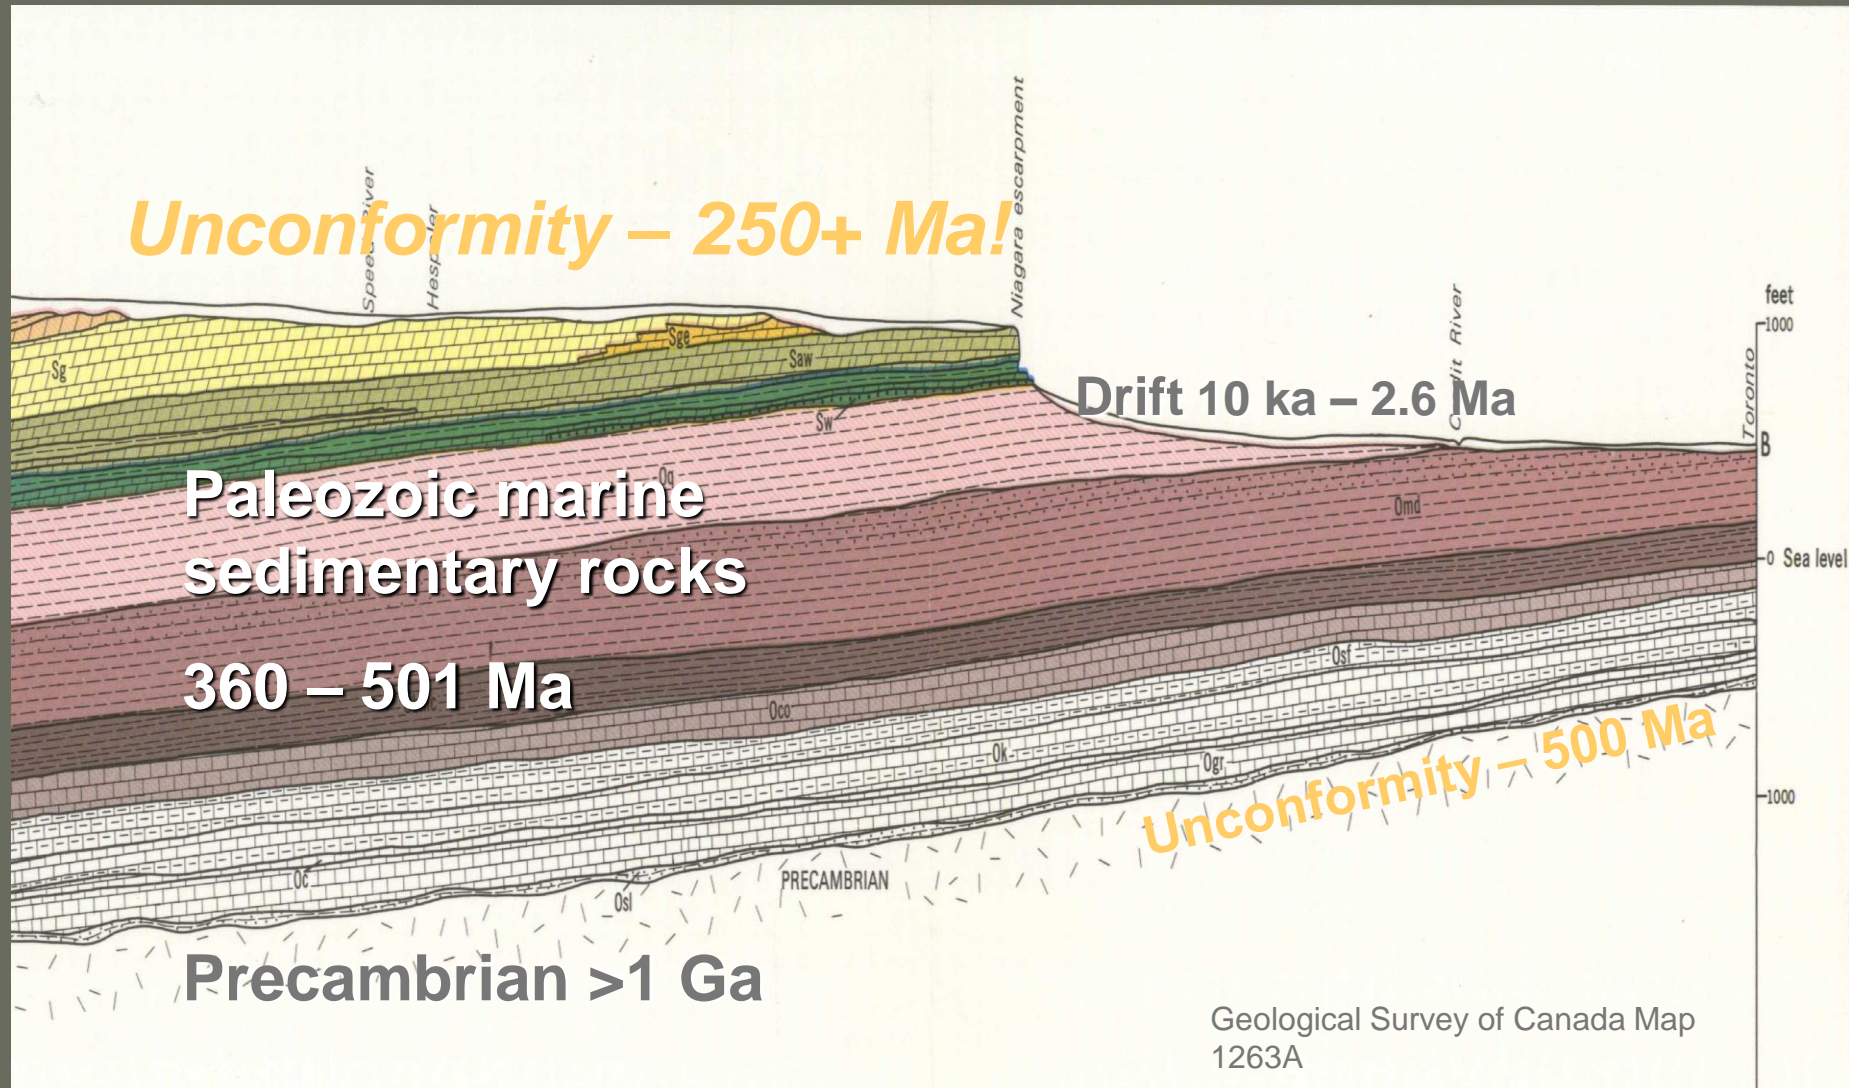 Niagara escarpment
Speed River
Hespeler
Unconformity – 250+ Ma!
Credit River
feet
1000
Toronto
Sg
Sge
Saw
Drift 10 ka – 2.6 Ma
Sw
B
Oq
Paleozoic marine
sedimentary rocks
Omd
0 Sea level
360 – 501 Ma
Osf
Oco
Ok
Ogr
Unconformity – 500 Ma
1000
Oc
PRECAMBRIAN
Osl
Precambrian >1 Ga
Geological Survey of Canada Map
1263A